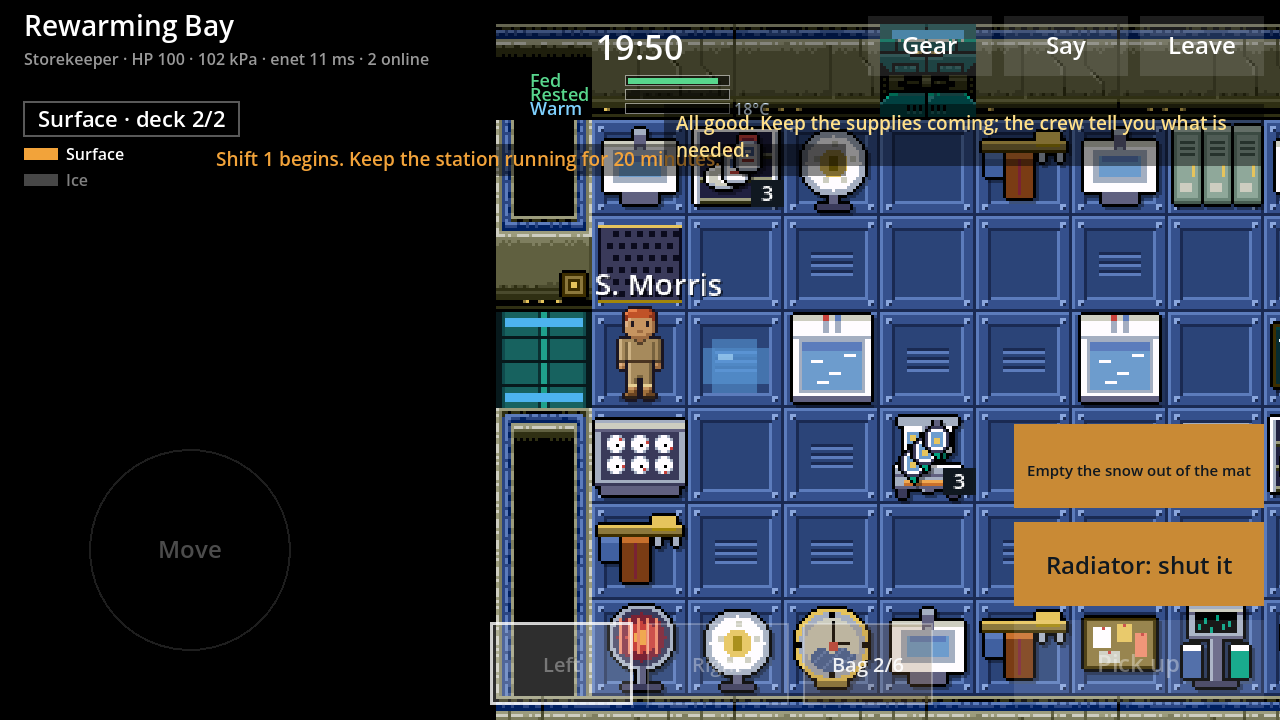 Rewarming Bay
Storekeeper · HP 100 · 102 kPa · enet 11 ms · 2 online
Surface · deck 2/2
Surface
Ice
19:50
Fed
Rested
Warm
18°C
Gear
Say
Leave
All good. Keep the supplies coming; the crew tell you what is
needed.
Shift 1 begins. Keep the station running for 20 minutes.
3
S. Morris
3
Empty the snow out of the mat
Radiator: shut it
Move
Left
Bag 2/6
Pick up